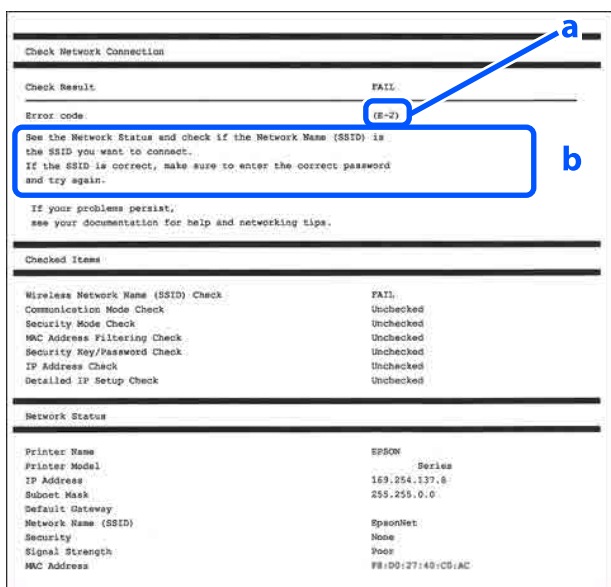 a
Check Network Connection
Check Result FAIL
Error code (E-2)
See the Network Status and check if the Network Name (SSID) is
the SSID you want to connect.
If the SSID is correct, make sure to enter the correct password
and try again.
b
If your problems persist,
see your documentation for help and networking tips.
Checked Items
Wireless Network Name (SSID) Check FAIL
Communication Mode Check Unchecked
Security Mode Check Unchecked
MAC Address Filtering Check Unchecked
Security Key/Password Check Unchecked
IP Address Check Unchecked
Detailed IP Setup Check Unchecked
Network Status
Printer Name EPSON
Printer Model Series
IP Address 169.254.137.8
Subnet Mask 255.255.0.0
Default Gateway
Network Name (SSID) EpsonNet
Security None
Signal Strength Poor
MAC Address F8:D0:27:40:C0:AC